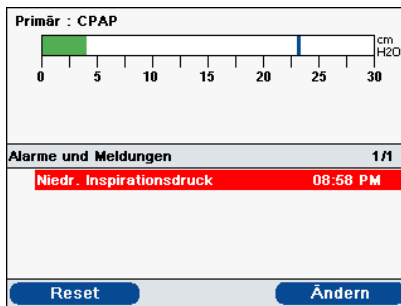 Primär : CPAP
cm
H2O
0 5 10 15 20 25 30
Alarme und Meldungen 1/1
Niedr. Inspirationsdruck 08:58 PM
Reset Ändern